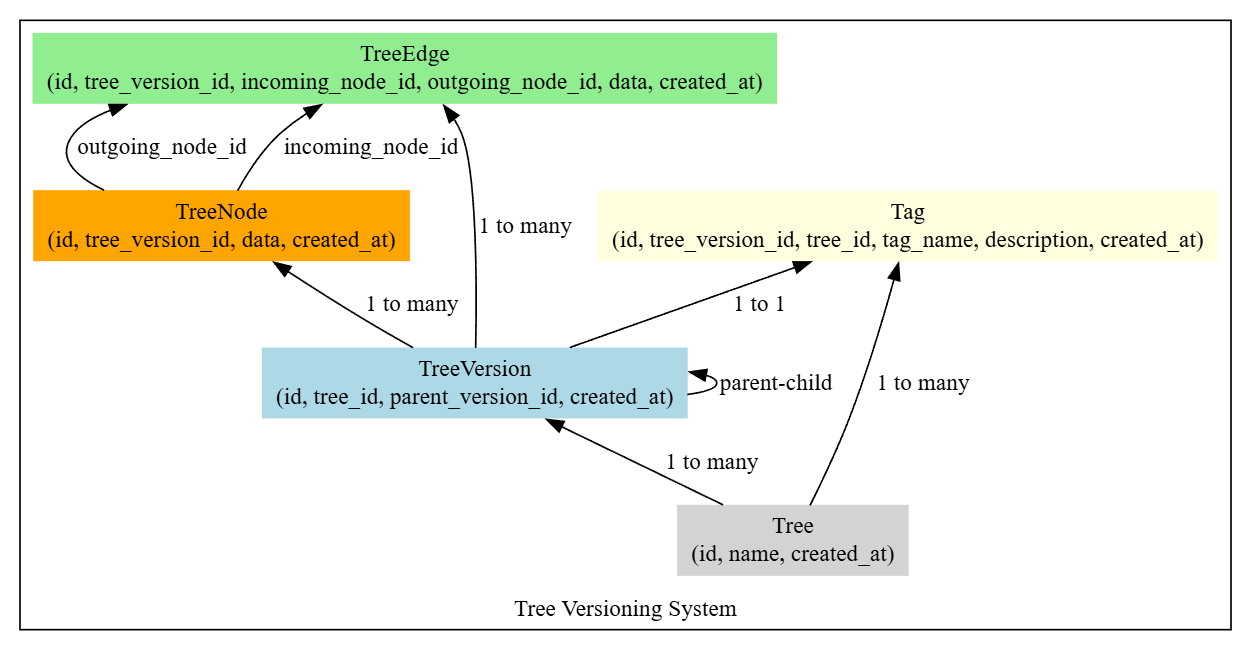 TreeEdge
(id, tree_version_id, incoming_node_id, outgoing_node_id, data, created_at)
outgoing_node_id
incoming_node_id
TreeNode
(id, tree_version_id, data, created_at)
1 to many
Tag
(id, tree_version_id, tree_id, tag_name, description, created_at)
1 to many
1 to 1
TreeVersion
(id, tree_id, parent_version_id, created_at)
parent-child
1 to many
1 to many
Tree
(id, name, created_at)
Tree Versioning System